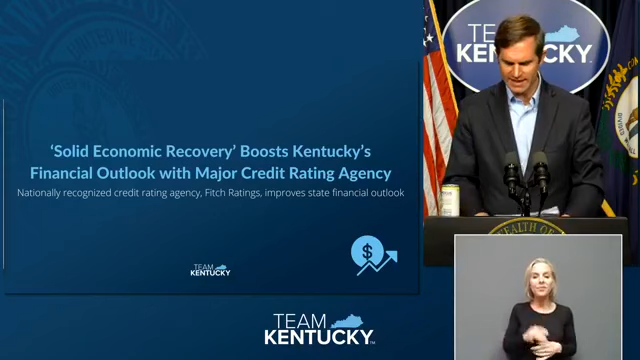 ‘Solid Economic Recovery’ Boosts Kentucky’s
Financial Outlook with Major Credit Rating Agency
Nationally recognized credit rating agency, Fitch Ratings, improves state financial outlook
$
TEAM
KENTUCKY
TEAM
KENTUCKY™
TEAM
KENTUCKY